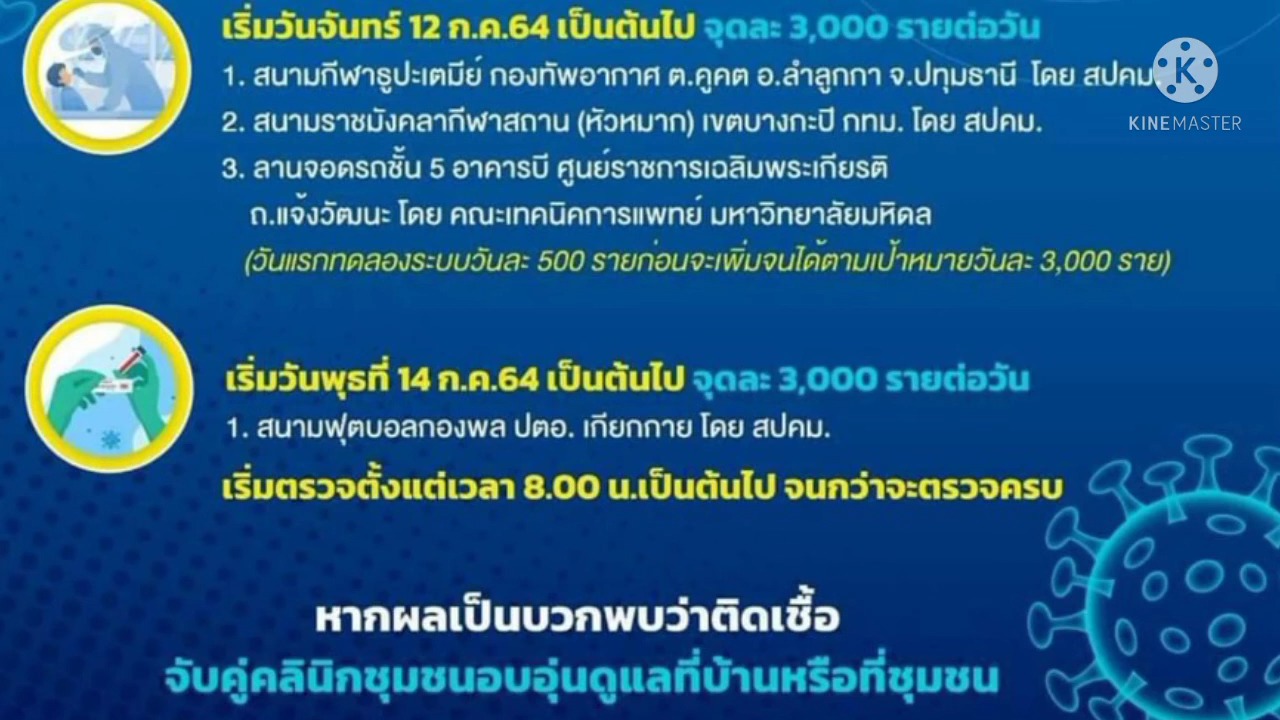 เริ่มวันจันทร์ 12 ก.ค.64 เป็นต้นไป จุดละ 3,000 รายต่อวัน
1. สนามกีฬาธูปะเตมีย์ กองทัพอากาศ ต.คูคต อ.ลำลูกกา จ.ปทุมธานี โดย สปคม.
K
KINEMASTER
2. สนามราชมังคลากีฬาสถาน (หัวหมาก) เขตบางกะปิ กทม. โดย สปคม.
3. ลานจอดรถชั้น 5 อาคารบี ศูนย์ราชการเฉลิมพระเกียรติ
ถ.แจ้งวัฒนะ โดย คณะเทคนิคการแพทย์ มหาวิทยาลัยมหิดล
(วันแรกทดลองระบบวันละ 500 รายก่อนจะเพิ่มจนได้ตามเป้าหมายวันละ 3,000 ราย)
เริ่มวันพุธที่ 14 ก.ค.64 เป็นต้นไป จุดละ 3,000 รายต่อวัน
1. สนามฟุตบอลกองพล ปตอ. เกียกกาย โดย สปคม.
เริ่มตรวจตั้งแต่เวลา 8.00 น.เป็นต้นไป จนกว่าจะตรวจครบ
หากผลเป็นบวกพบว่าติดเชื้อ
จับคู่คลินิกชุมชนอบอุ่นดูแลที่บ้านหรือที่ชุมชน